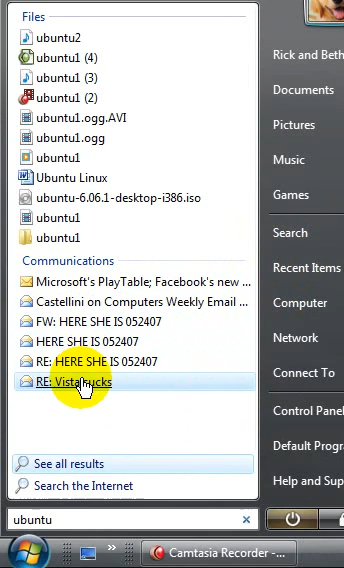 Files
ubuntu2
ubuntu1 (4)
ubuntu1 (3)
ubuntu1 (2)
ubuntu1.ogg.AVI
ubuntu1.ogg
ubuntu1
Ubuntu Linux
ubuntu-6.06.1-desktop-i386.iso
ubuntu1
ubuntu1
Communications
Microsoft's PlayTable; Facebook's new ...
Castellini on Computers Weekly Email ...
FW: HERE SHE IS 052407
HERE SHE IS 052407
RE: HERE SHE IS 052407
RE: Vista sucks
See all results
Search the Internet
ubuntu
Rick and Beth
Documents
Pictures
Music
Games
Search
Recent Items
Computer
Network
Connect To
Control Pane
Default Progr
Help and Sup
Camtasia Recorder -...